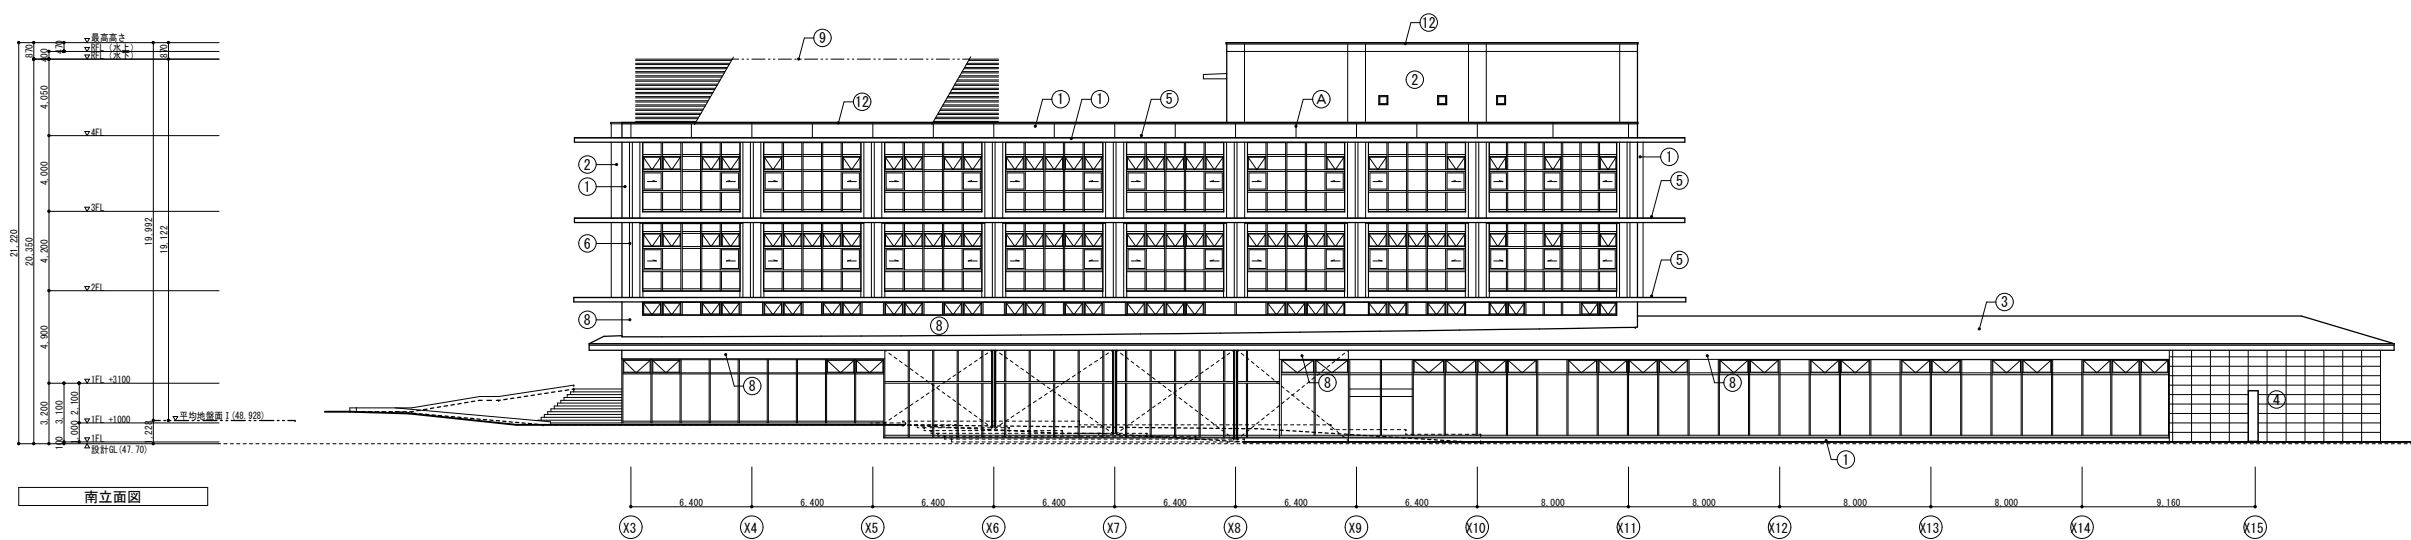 ⑫
⑨
最高高さ
RFL (水上)
RFL (水下)
870
470
400
870
②
4.050
⑫
①
①
⑤
Ⓐ
4FL
②
①
①
4.000
⑤
3FL
21.220
20.350
4.200
19.992
19.122
⑥
⑤
2FL
⑧
⑧
③
4.900
1FL +3100
⑧
⑧
⑧
④
3.200
3.100
2.100
平均地盤面Ⅰ(48.928)
1FL +1000
1FL
設計GL(47.70)
100
①
南立面図
6.400
6.400
6.400
6.400
6.400
6.400
6.400
8.000
8.000
8.000
8.000
9.160
X3
X4
X5
X6
X7
X8
X9
X10
X11
X12
X13
X14
X15